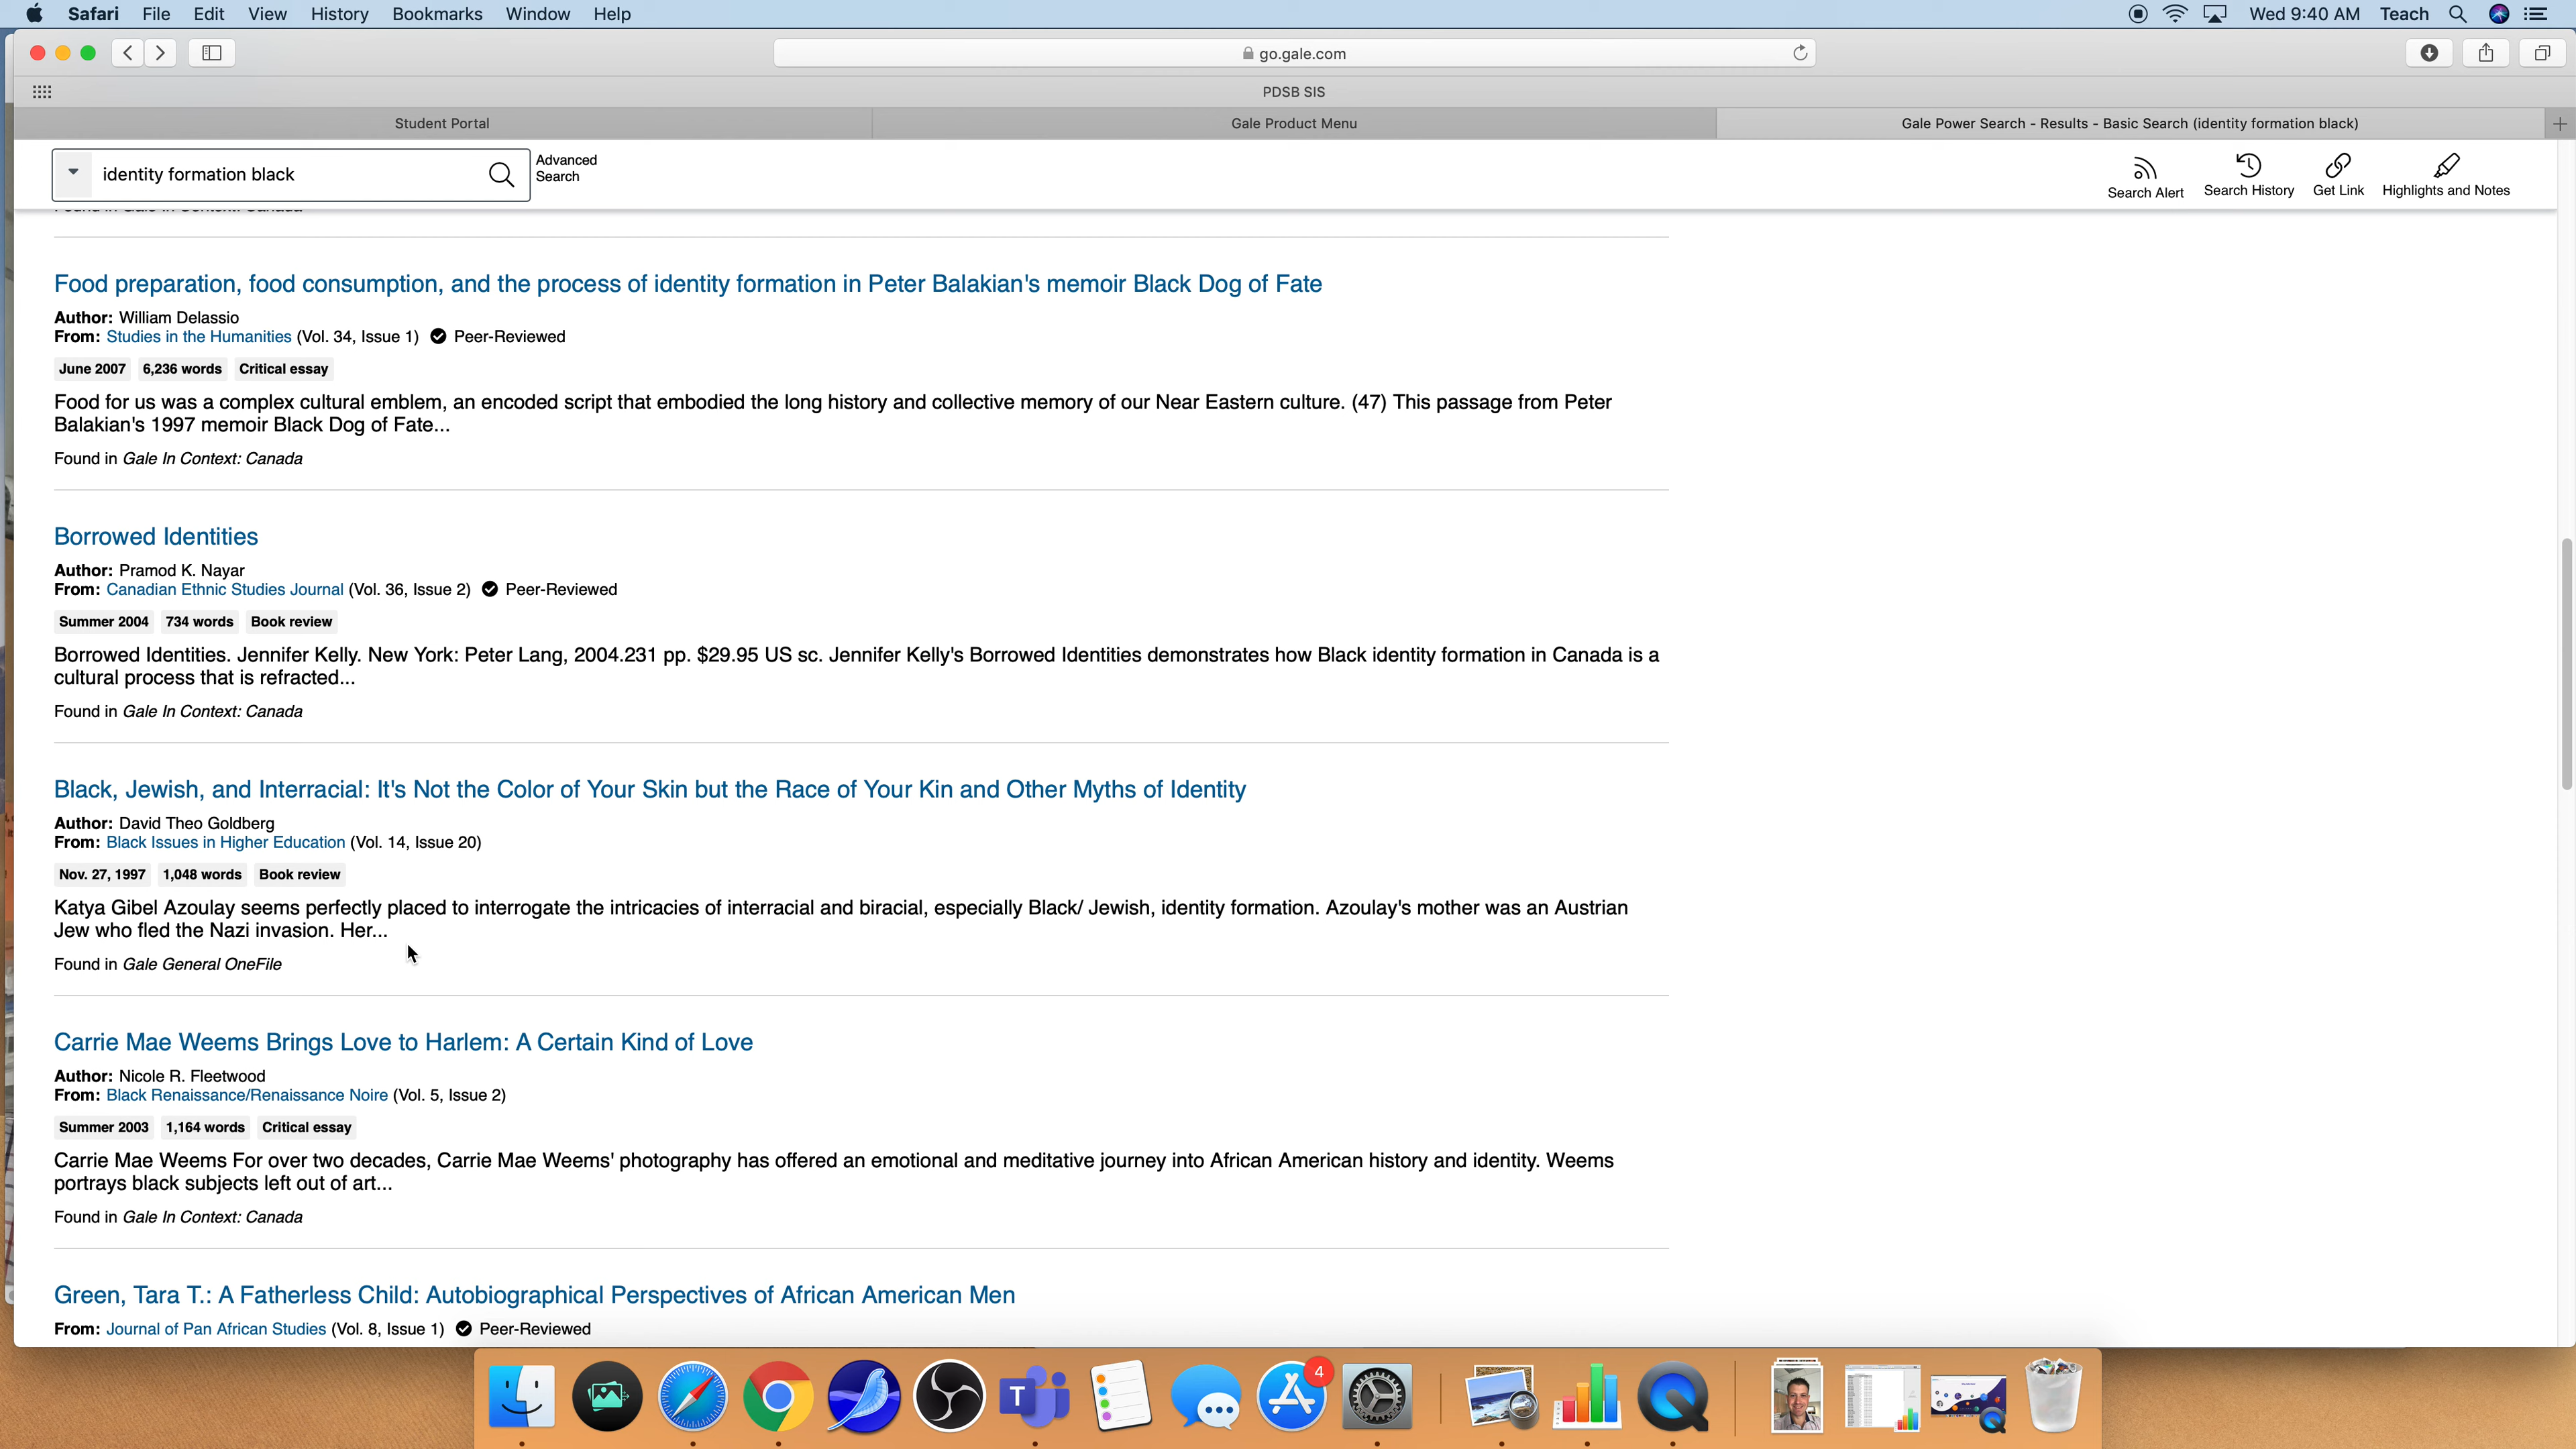 Safari File Edit View History Bookmarks Window Help Wed 9:40 AM Teach
go.gale.com
PDSB SIS
Student Portal Gale Product Menu Gale Power Search - Results - Basic Search (identity formation black)
identity formation black Advanced Search Search Alert Search History Get Link Highlights and Notes
Found in Gale In Context: Canada
Food preparation, food consumption, and the process of identity formation in Peter Balakian's memoir Black Dog of Fate
Author: William Delassio
From: Studies in the Humanities (Vol. 34, Issue 1) Peer-Reviewed
June 2007 6,236 words Critical essay
Food for us was a complex cultural emblem, an encoded script that embodied the long history and collective memory of our Near Eastern culture. (47) This passage from Peter
Balakian's 1997 memoir Black Dog of Fate...
Found in Gale In Context: Canada
Borrowed Identities
Author: Pramod K. Nayar
From: Canadian Ethnic Studies Journal (Vol. 36, Issue 2) Peer-Reviewed
Summer 2004 734 words Book review
Borrowed Identities. Jennifer Kelly. New York: Peter Lang, 2004.231 pp. $29.95 US sc. Jennifer Kelly's Borrowed Identities demonstrates how Black identity formation in Canada is a
cultural process that is refracted...
Found in Gale In Context: Canada
Black, Jewish, and Interracial: It's Not the Color of Your Skin but the Race of Your Kin and Other Myths of Identity
Author: David Theo Goldberg
From: Black Issues in Higher Education (Vol. 14, Issue 20)
Nov. 27, 1997 1,048 words Book review
Katya Gibel Azoulay seems perfectly placed to interrogate the intricacies of interracial and biracial, especially Black/ Jewish, identity formation. Azoulay's mother was an Austrian
Jew who fled the Nazi invasion. Her...
Found in Gale General OneFile
Carrie Mae Weems Brings Love to Harlem: A Certain Kind of Love
Author: Nicole R. Fleetwood
From: Black Renaissance/Renaissance Noire (Vol. 5, Issue 2)
Summer 2003 1,164 words Critical essay
Carrie Mae Weems For over two decades, Carrie Mae Weems' photography has offered an emotional and meditative journey into African American history and identity. Weems
portrays black subjects left out of art...
Found in Gale In Context: Canada
Green, Tara T.: A Fatherless Child: Autobiographical Perspectives of African American Men
From: Journal of Pan African Studies (Vol. 8, Issue 1) Peer-Reviewed
T 4